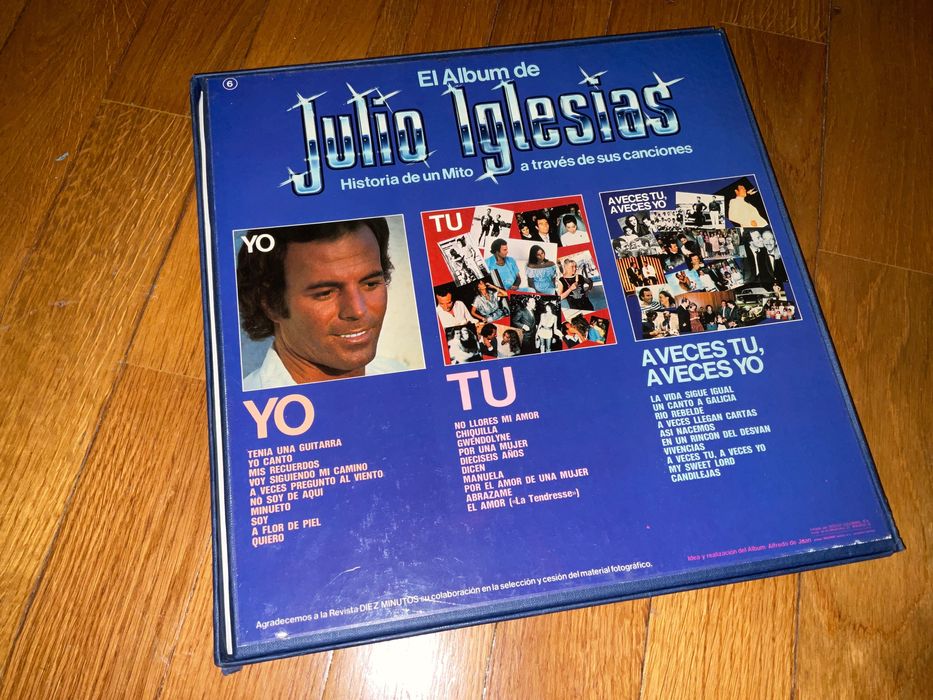 6
El Album de
Julio Iglesias
Historia de un Mito a través de sus canciones
YO
YO
TENIA UNA GUITARRA
YO CANTO
MIS RECUERDOS
VOY SIGUIENDO MI CAMINO
A VECES PREGUNTO AL VIENTO
NO SOY DE AQUI
MINUETO
SOY
A FLOR DE PIEL
QUIERO
TU
TU
NO LLORES MI AMOR
CHIQUILLA
GWENDOLYNE
POR UNA MUJER
DIECISEIS AÑOS
DICEN
MANUELA
POR EL AMOR DE UNA MUJER
ABRAZAME
EL AMOR («La Tendresse»)
A VECES TU,
A VECES YO
A VECES TU,
A VECES YO
LA VIDA SIGUE IGUAL
UN CANTO A GALICIA
RIO REBELDE
A VECES LLEGAN CARTAS
ASI NACEMOS
EN UN RINCON DEL DESVAN
VIVENCIAS
A VECES TU, A VECES YO
MY SWEET LORD
CANDILEJAS
Idea y realización del Album: Alfredo de Juan
Agradecemos a la Revista DIEZ MINUTOS su colaboración en la selección y cesión del material fotográfico.